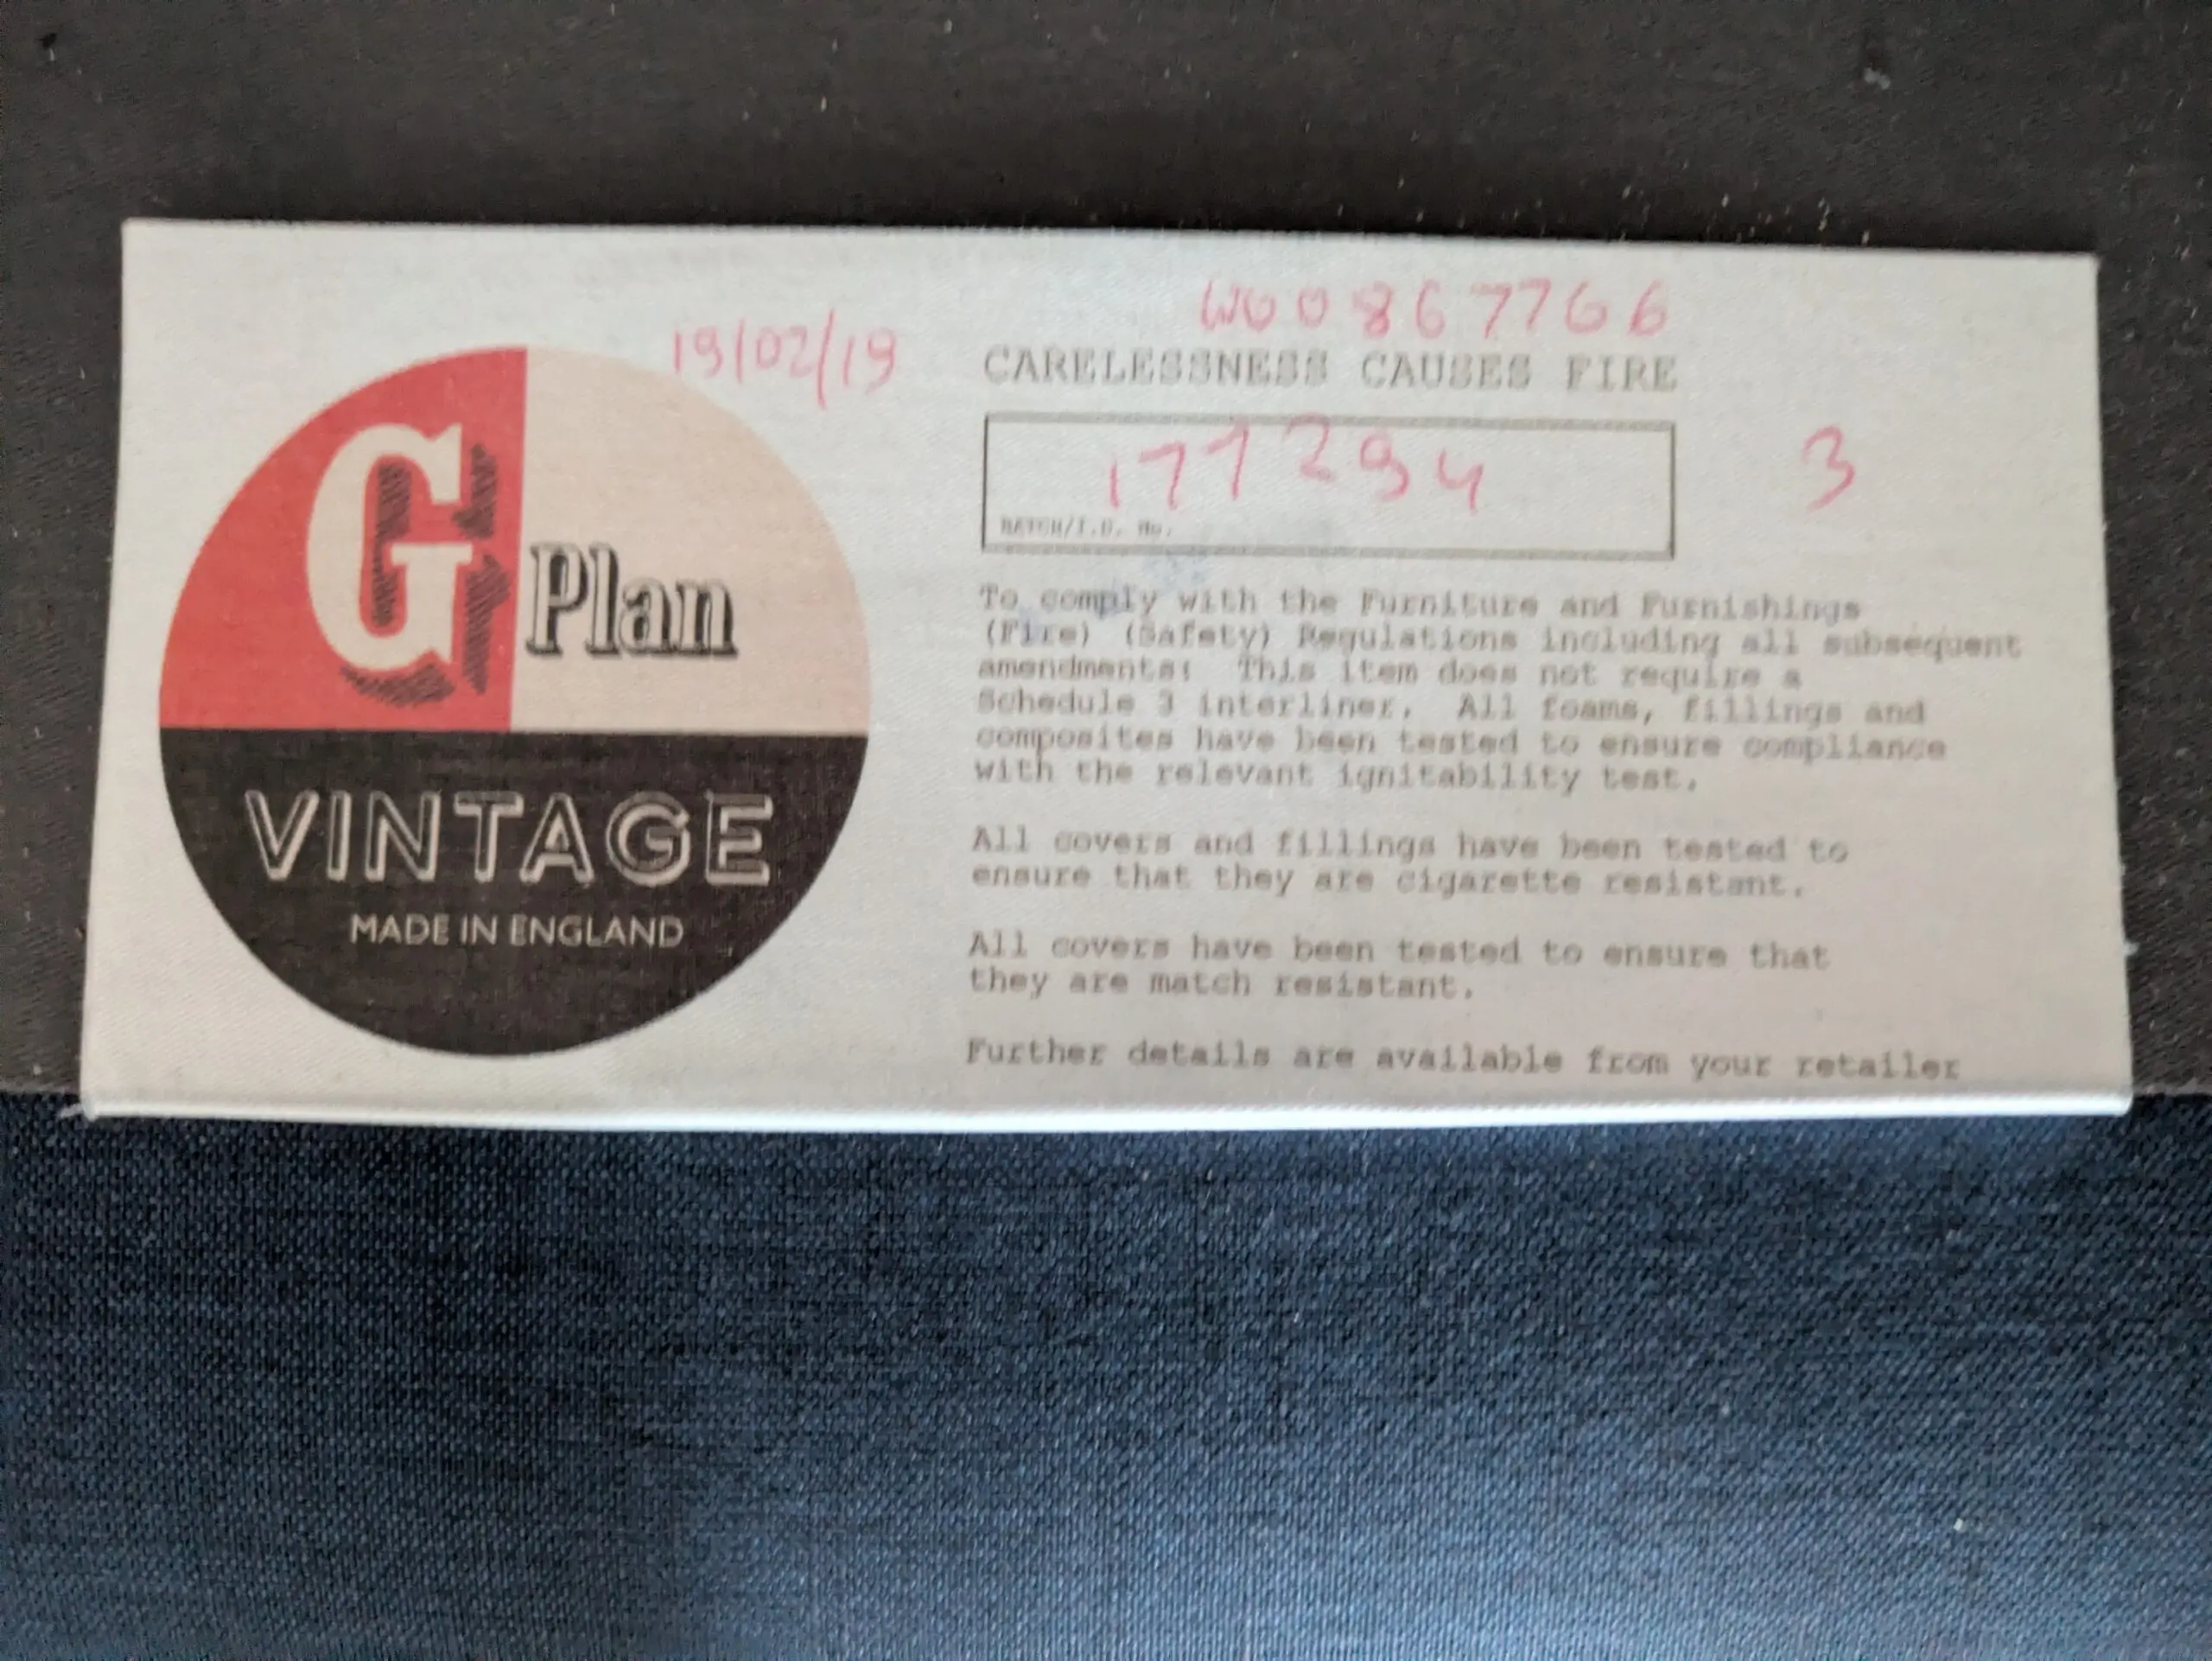 G Plan
VINTAGE
MADE IN ENGLAND
19/02/19
W00867766
CARELESSNESS CAUSES FIRE
177294
3
BATCH/I.D. No.
To comply with the Furniture and Furnishings
(Fire) (Safety) Regulations including all subsequent
amendments: This item does not require a
Schedule 3 interliner. All foams, fillings and
composites have been tested to ensure compliance
with the relevant ignitability test.
All covers and fillings have been tested to
ensure that they are cigarette resistant.
All covers have been tested to ensure that
they are match resistant.
Further details are available from your retailer